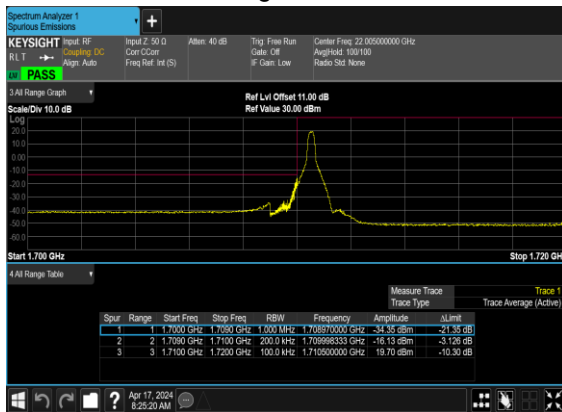 Spectrum Analyzer 1
Spurious Emissions
KEYSIGHT Input: RF Input Z: 50 Ω Atten: 40 dB Trig: Free Run Center Freq: 22.005000000 GHz
RLT Coupling: DC Corr CCorr Gate: Off Avg|Hold: 100/100
Align: Auto Freq Ref: Int (S) IF Gain: Low Radio Std: None
PASS
3 All Range Graph
Ref Lvl Offset 11.00 dB
Scale/Div 10.0 dB Ref Value 30.00 dBm
Log
20.0
10.0
0.00
-10.0
-20.0
-30.0
-40.0
-50.0
-60.0
Start 1.700 GHz Stop 1.720 GH
4 All Range Table
Measure Trace Trace 1
Trace Type Trace Average (Active)
Spur Range Start Freq Stop Freq RBW Frequency Amplitude ΔLimit
1 1 1.7000 GHz 1.7090 GHz 1.000 MHz 1.708970000 GHz -34.35 dBm -21.35 dB
2 2 1.7090 GHz 1.7100 GHz 200.0 kHz 1.709998333 GHz -16.13 dBm -3.126 dB
3 3 1.7100 GHz 1.7200 GHz 100.0 kHz 1.710500000 GHz 19.70 dBm -10.30 dB
Apr 17, 2024
8:25:20 AM